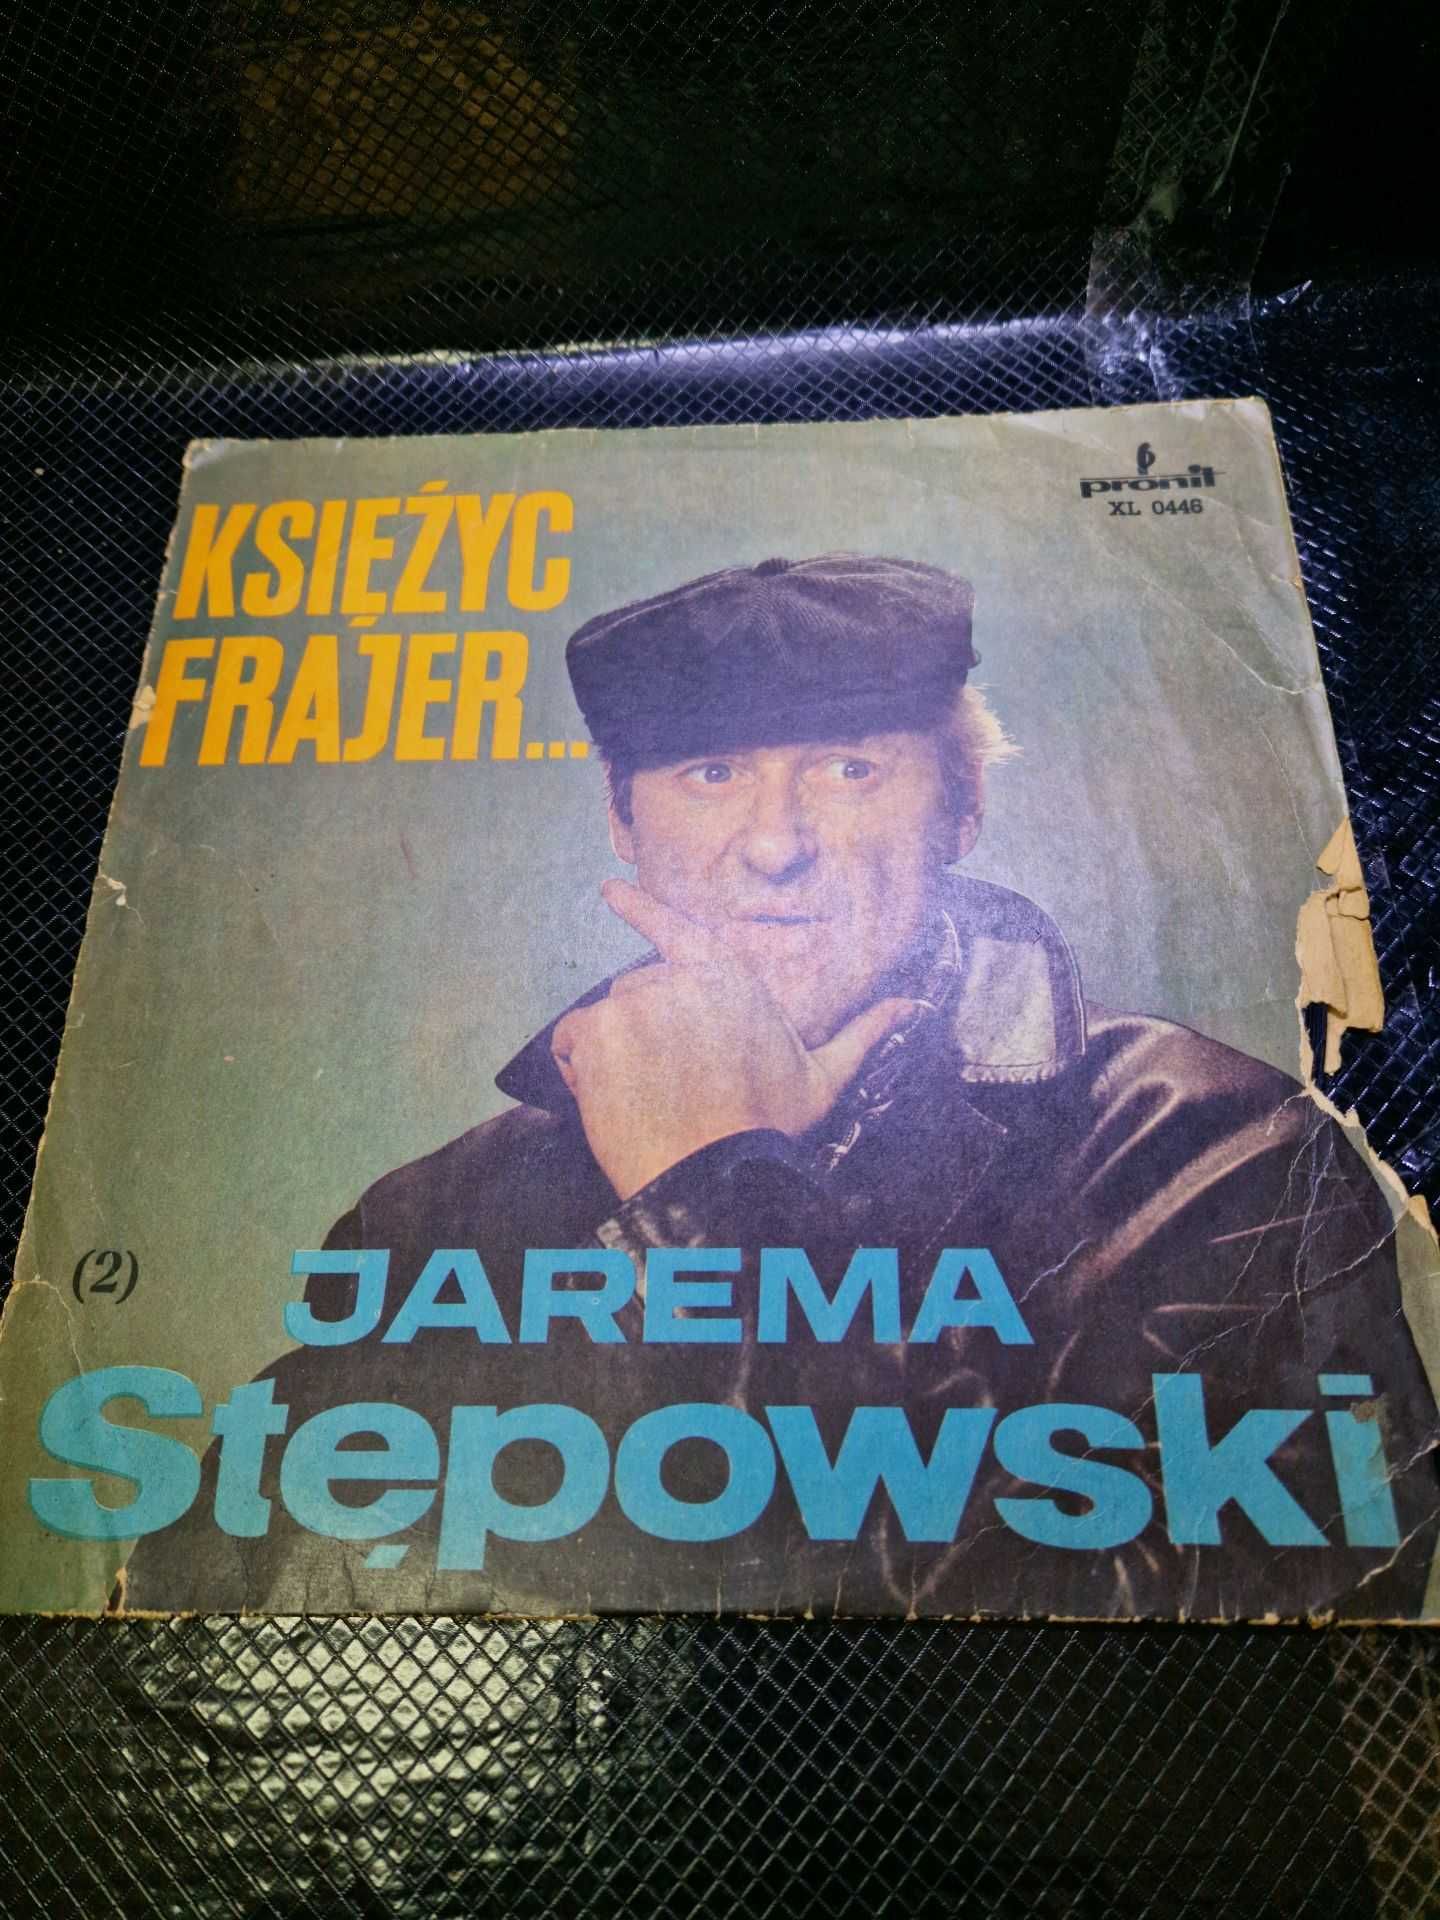 KSIĘŻYC
FRAJER...
pronit
XL 0446
(2)
JAREMA
Stępowski